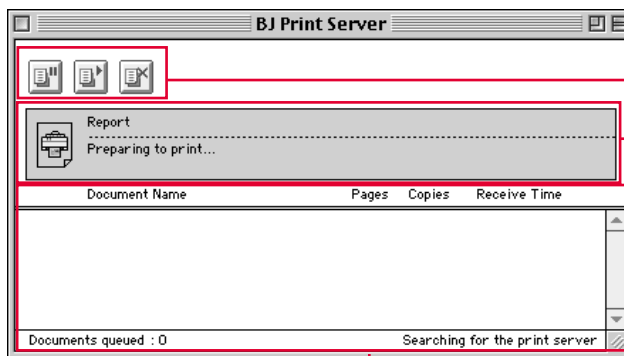 BJ Print Server
Report
Preparing to print...
Document Name Pages Copies Receive Time
Documents queued : 0 Searching for the print server